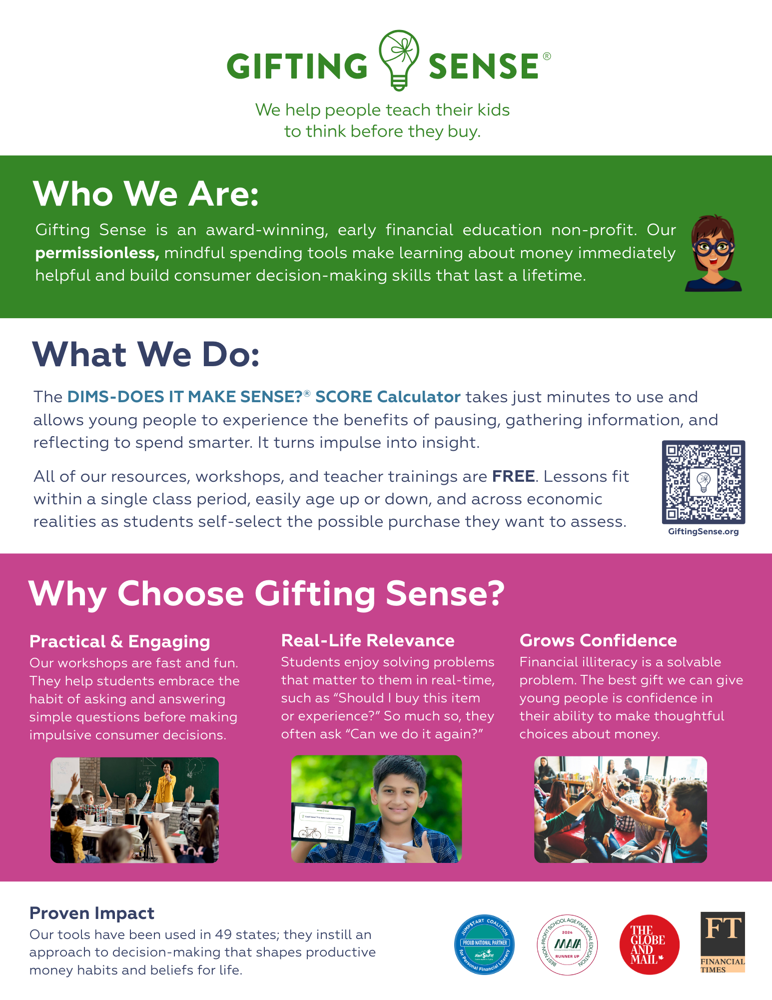 GIFTING SENSE®
We help people teach their kids
to think before they buy.
Who We Are:
Gifting Sense is an award-winning, early financial education non-profit. Our
permissionless, mindful spending tools make learning about money immediately
helpful and build consumer decision-making skills that last a lifetime.
What We Do:
The DIMS-DOES IT MAKE SENSE?® SCORE Calculator takes just minutes to use and
allows young people to experience the benefits of pausing, gathering information, and
reflecting to spend smarter. It turns impulse into insight.
All of our resources, workshops, and teacher trainings are FREE. Lessons fit
within a single class period, easily age up or down, and across economic
realities as students self-select the possible purchase they want to assess.
GiftingSense.org
Why Choose Gifting Sense?
Practical & Engaging
Our workshops are fast and fun.
They help students embrace the
habit of asking and answering
simple questions before making
impulsive consumer decisions.
Real-Life Relevance
Students enjoy solving problems
that matter to them in real-time,
such as “Should I buy this item
or experience?” So much so, they
often ask “Can we do it again?”
Grows Confidence
Financial illiteracy is a solvable
problem. The best gift we can give
young people is confidence in
their ability to make thoughtful
choices about money.
GIFTING SENSE
Good news! This item could make sense!
Proven Impact
Our tools have been used in 49 states; they instill an
approach to decision-making that shapes productive
money habits and beliefs for life.
JUMP$TART COALITION
PROUD NATIONAL PARTNER
JUMP$TART!
for Personal Financial Literacy
BEST NON-PROFIT SCHOOL AGE FINANCIAL EDUCATION
2024
MAIA
RUNNER UP
THE
GLOBE
AND
MAIL
FT
FINANCIAL
TIMES